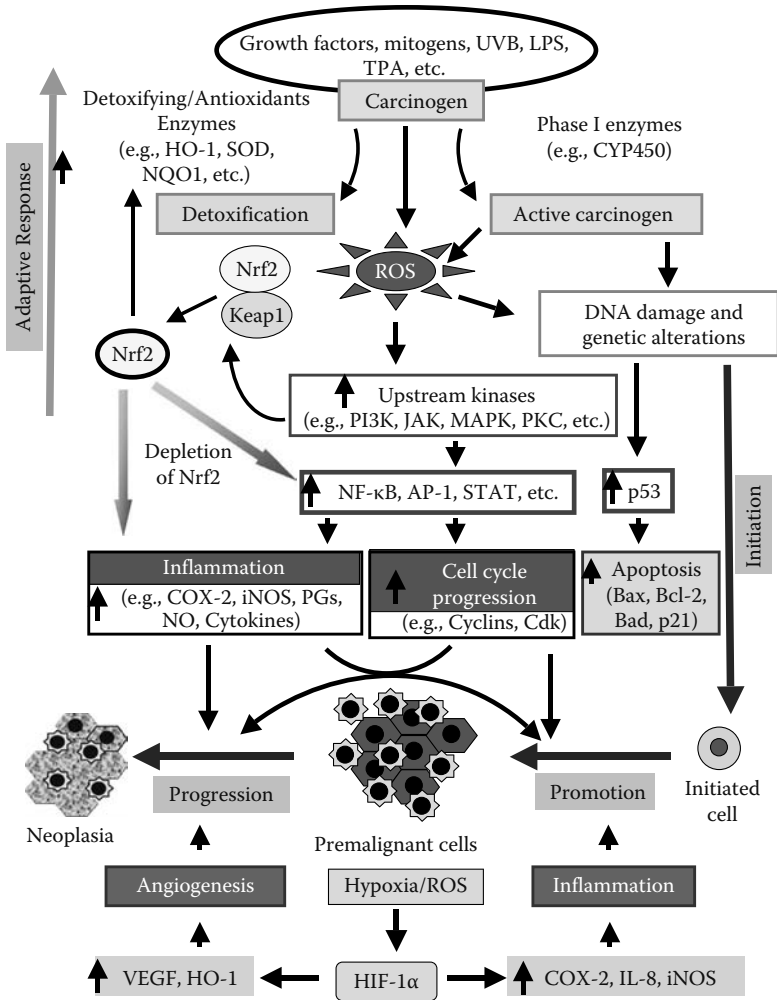 Growth factors, mitogens, UVB, LPS,
TPA, etc.
Carcinogen
Detoxifying/Antioxidants
Enzymes
(e.g., HO-1, SOD,
NQO1, etc.)
Phase I enzymes
(e.g., CYP450)
Adaptive Response
Detoxification
Active carcinogen
Nrf2
Keap1
ROS
Nrf2
DNA damage and
genetic alterations
Upstream kinases
(e.g., PI3K, JAK, MAPK, PKC, etc.)
Depletion
of Nrf2
NF-κB, AP-1, STAT, etc.
p53
Initiation
Inflammation
(e.g., COX-2, iNOS, PGs,
NO, Cytokines)
Cell cycle
progression
(e.g., Cyclins, Cdk)
Apoptosis
(Bax, Bcl-2,
Bad, p21)
Neoplasia
Progression
Premalignant cells
Promotion
Initiated
cell
Angiogenesis
Hypoxia/ROS
Inflammation
VEGF, HO-1
HIF-1α
COX-2, IL-8, iNOS